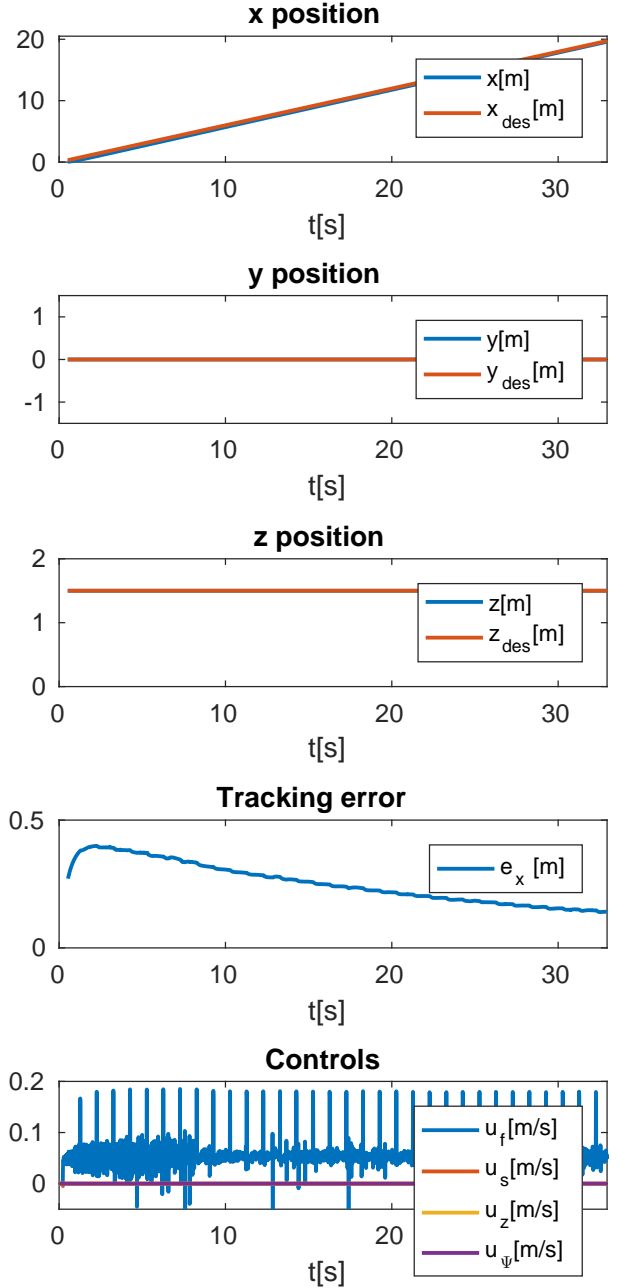 x position
20
10
0
x[m]
x_des[m]
0 10 20 30
t[s]
y position
1
0
-1
y[m]
y_des[m]
0 10 20 30
t[s]
z position
2
1
0
z[m]
z_des[m]
0 10 20 30
t[s]
Tracking error
0.5
0
e_x [m]
0 10 20 30
t[s]
Controls
0.2
0.1
0
u_f[m/s]
u_s[m/s]
u_z[m/s]
u_Ψ[m/s]
0 10 20 30
t[s]